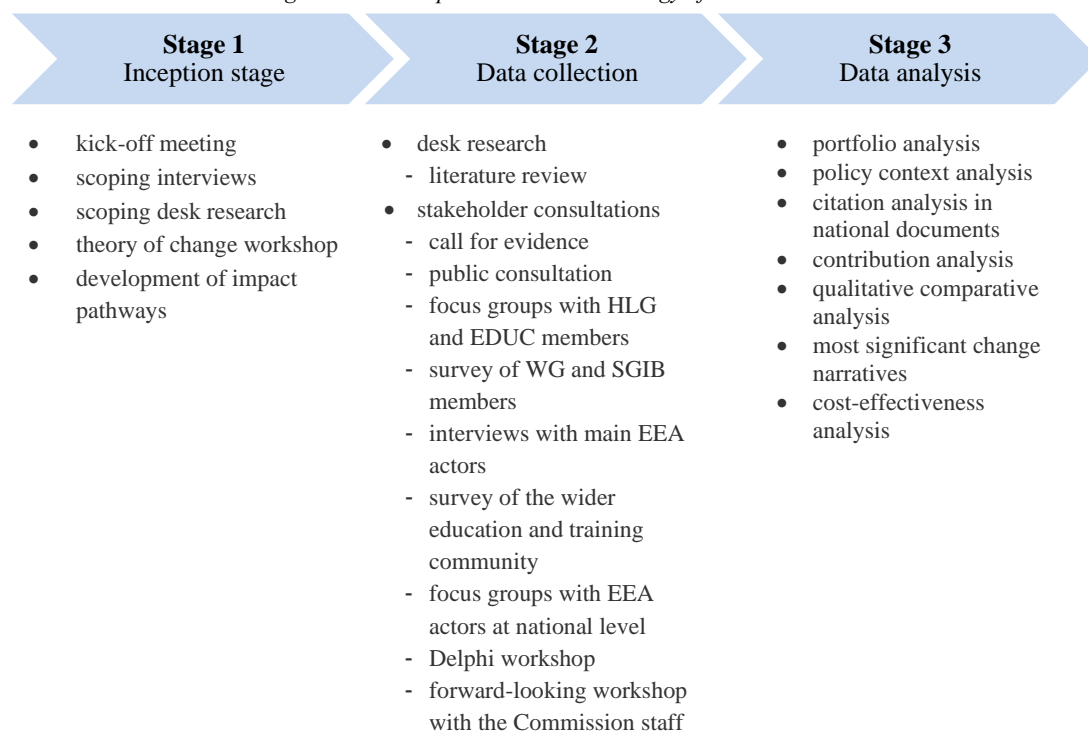 Stage 1
Inception stage
Stage 2
Data collection
Stage 3
Data analysis
• kick-off meeting
• scoping interviews
• scoping desk research
• theory of change workshop
• development of impact
pathways
• desk research
- literature review
• stakeholder consultations
- call for evidence
- public consultation
- focus groups with HLG
and EDUC members
- survey of WG and SGIB
members
- interviews with main EEA
actors
- survey of the wider
education and training
community
- focus groups with EEA
actors at national level
- Delphi workshop
- forward-looking workshop
with the Commission staff
• portfolio analysis
• policy context analysis
• citation analysis in
national documents
• contribution analysis
• qualitative comparative
analysis
• most significant change
narratives
• cost-effectiveness
analysis